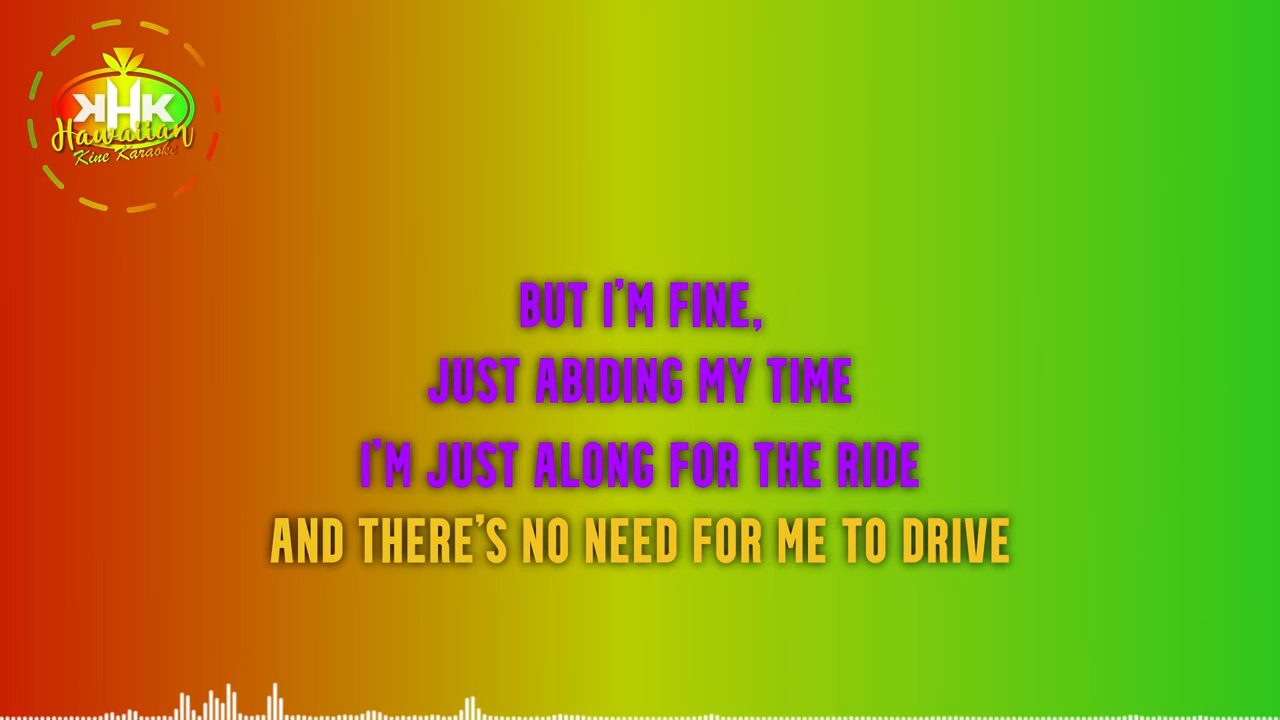 KHK
Hawaiian
Kine Karaoke
BUT I'M FINE,
JUST ABIDING MY TIME
I'M JUST ALONG FOR THE RIDE
AND THERE'S NO NEED FOR ME TO DRIVE